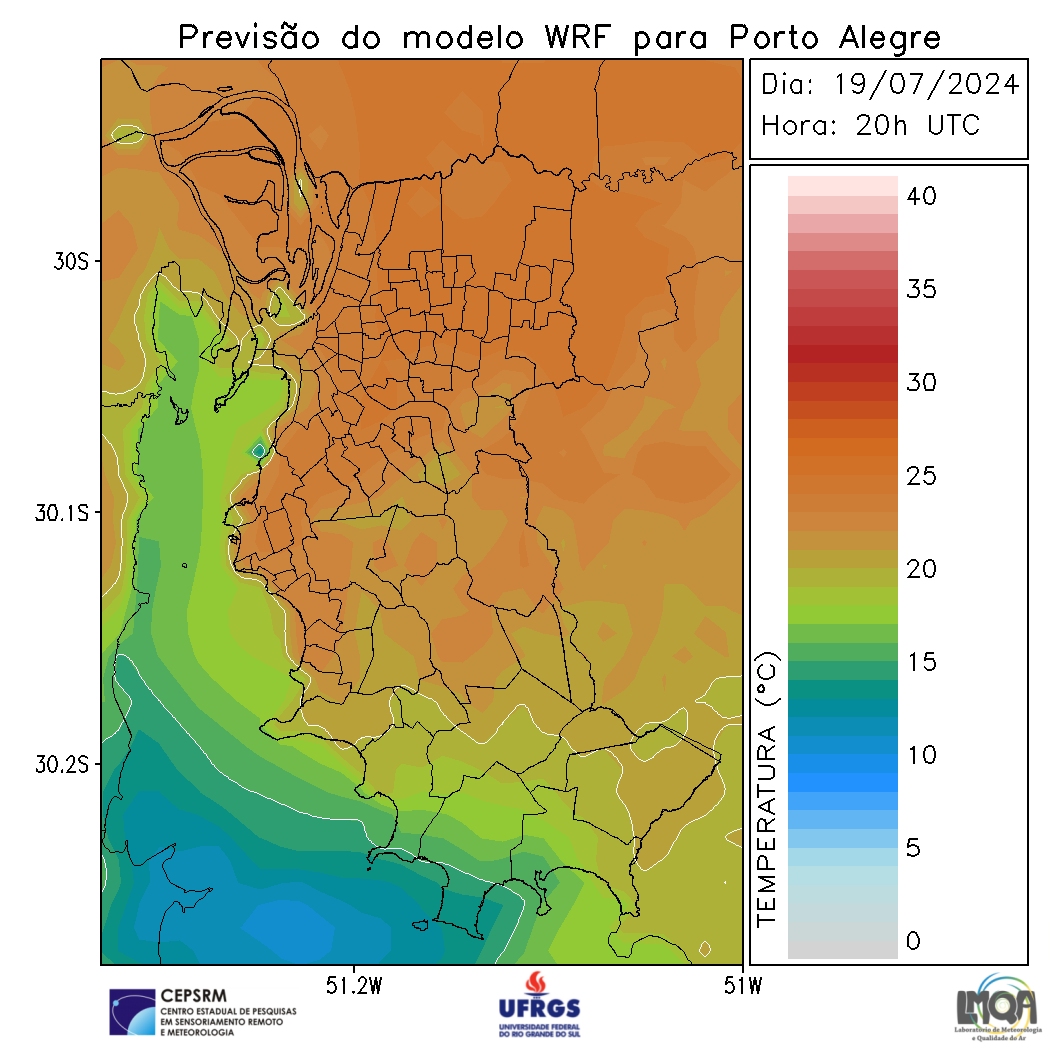 Previsão do modelo WRF para Porto Alegre
Dia: 19/07/2024
Hora: 20h UTC
40
35
30
25
20
15
10
5
0
TEMPERATURA (°C)
30S
30.1S
30.2S
51.2W
51W
CEPSRM
CENTRO ESTADUAL DE PESQUISAS
EM SENSORIAMENTO REMOTO
E METEOROLOGIA
UFRGS
UNIVERSIDADE FEDERAL
DO RIO GRANDE DO SUL
LMQA
Laboratório de Meteorologia
e Qualidade do Ar